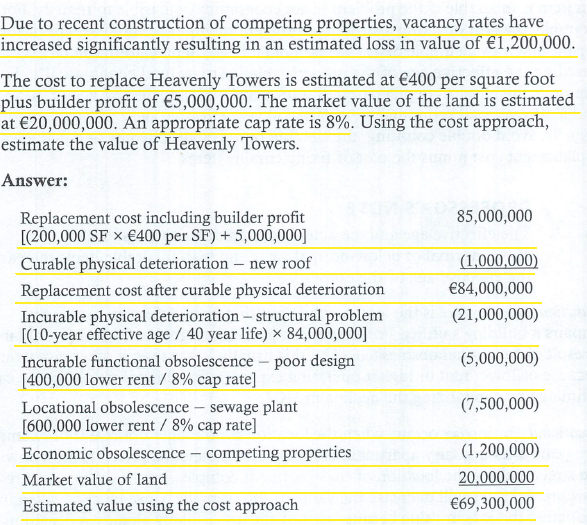 Due to recent construction of competing properties, vacancy rates have
increased significantly resulting in an estimated loss in value of €1,200,000.
The cost to replace Heavenly Towers is estimated at €400 per square foot
plus builder profit of €5,000,000. The market value of the land is estimated
at €20,000,000. An appropriate cap rate is 8%. Using the cost approach,
estimate the value of Heavenly Towers.
Answer:
Replacement cost including builder profit 85,000,000
[(200,000 SF × €400 per SF) + 5,000,000]
Curable physical deterioration – new roof (1,000,000)
Replacement cost after curable physical deterioration €84,000,000
Incurable physical deterioration – structural problem (21,000,000)
[(10-year effective age / 40 year life) × 84,000,000]
Incurable functional obsolescence – poor design (5,000,000)
[400,000 lower rent / 8% cap rate]
Locational obsolescence – sewage plant (7,500,000)
[600,000 lower rent / 8% cap rate]
Economic obsolescence – competing properties (1,200,000)
Market value of land 20,000,000
Estimated value using the cost approach €69,300,000